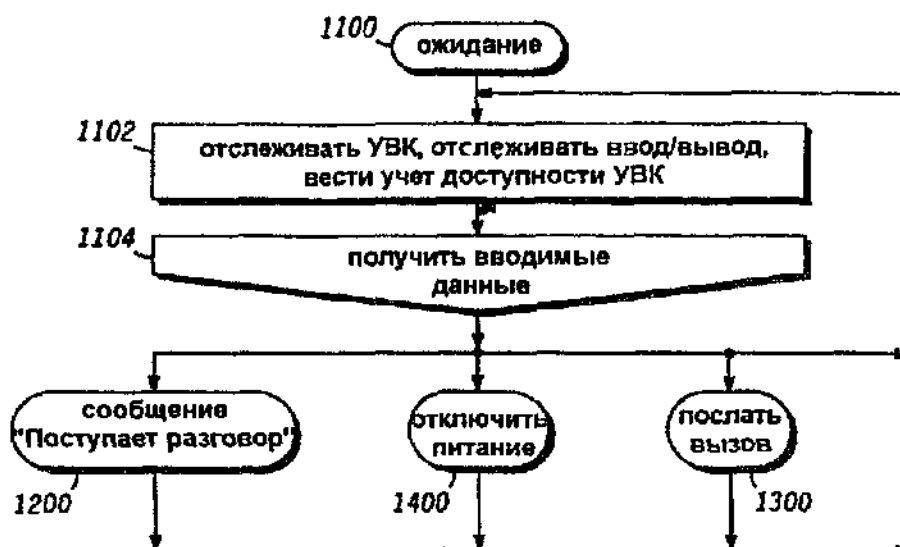 1100
ожидание
1102
отслеживать УВК, отслеживать ввод/вывод,
вести учет доступности УВК
1104
получить вводимые
данные
сообщение
"Поступает разговор"
отключить
питание
послать
вызов
1200
1400
1300